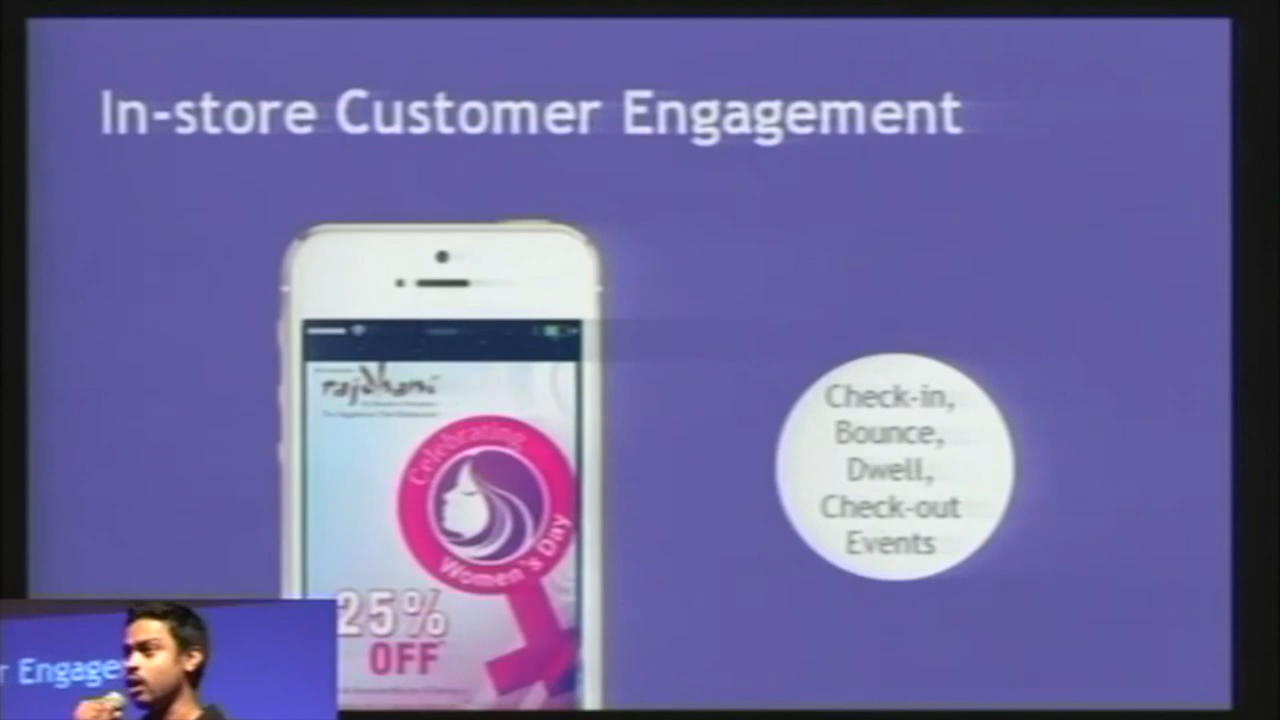 In-store Customer Engagement
rajdhani
Celebrating
Women's Day
25%
OFF
Check-in,
Bounce,
Dwell,
Check-out
Events
r Engage